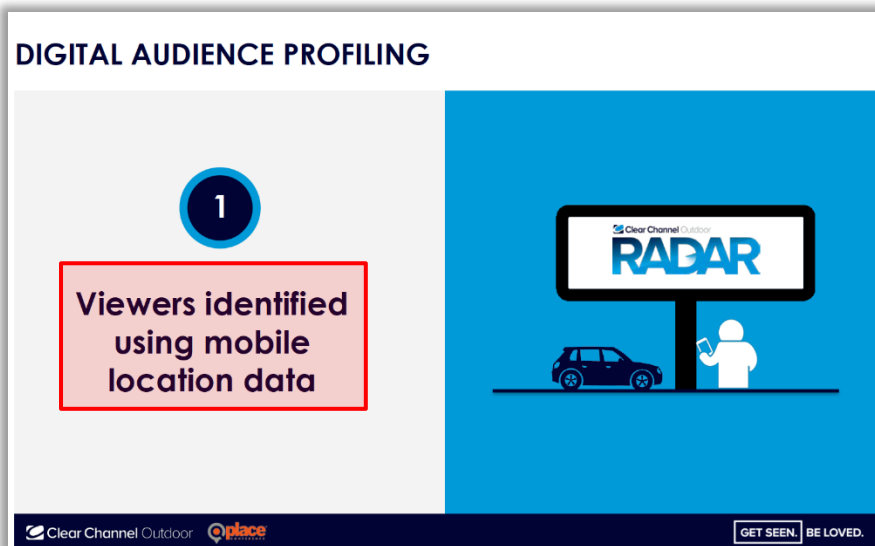 DIGITAL AUDIENCE PROFILING
1
Viewers identified
using mobile
location data
Clear Channel Outdoor
RADAR
Clear Channel Outdoor
place
CONFERENCE
GET SEEN. BE LOVED.